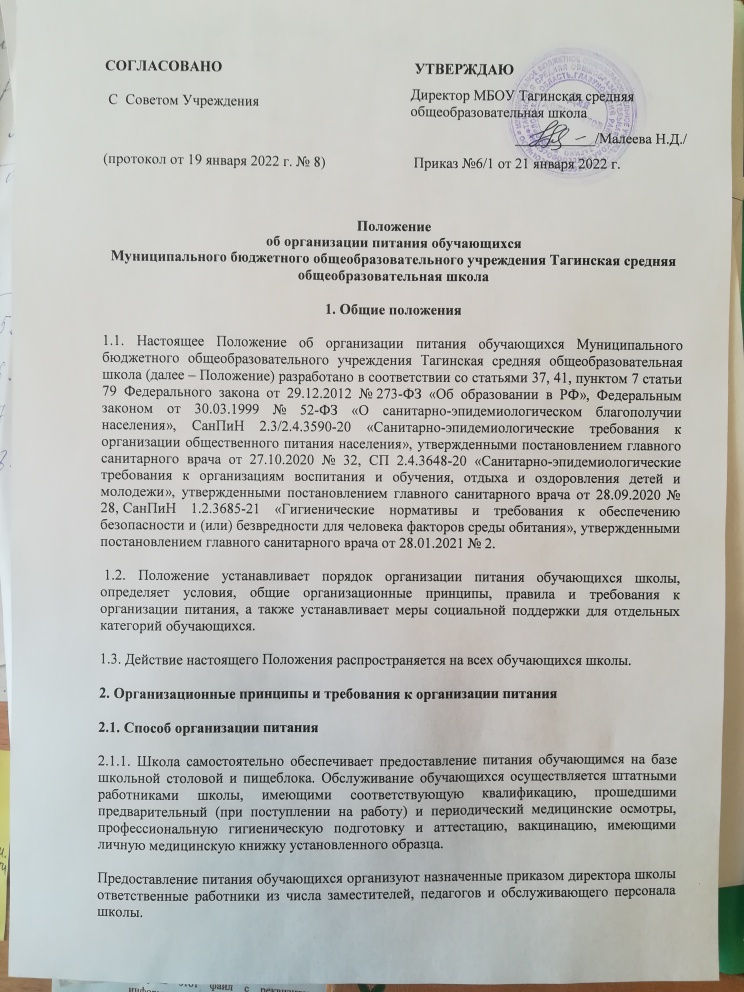 СОГЛАСОВАНО
УТВЕРЖДАЮ
С Советом Учреждения
Директор МБОУ Тагинская средняя
общеобразовательная школа
/Малеева Н.Д./
(протокол от 19 января 2022 г. № 8)
Приказ №6/1 от 21 января 2022 г.
Положение
об организации питания обучающихся
Муниципального бюджетного общеобразовательного учреждения Тагинская средняя
общеобразовательная школа
1. Общие положения
1.1. Настоящее Положение об организации питания обучающихся Муниципального
бюджетного общеобразовательного учреждения Тагинская средняя общеобразовательная
школа (далее – Положение) разработано в соответствии со статьями 37, 41, пунктом 7 статьи
79 Федерального закона от 29.12.2012 № 273-ФЗ «Об образовании в РФ», Федеральным
законом от 30.03.1999 № 52-ФЗ «О санитарно-эпидемиологическом благополучии
населения», СанПиН 2.3/2.4.3590-20 «Санитарно-эпидемиологические требования к
организации общественного питания населения», утвержденными постановлением главного
санитарного врача от 27.10.2020 № 32, СП 2.4.3648-20 «Санитарно-эпидемиологические
требования к организациям воспитания и обучения, отдыха и оздоровления детей и
молодежи», утвержденными постановлением главного санитарного врача от 28.09.2020 №
28, СанПиН 1.2.3685-21 «Гигиенические нормативы и требования к обеспечению
безопасности и (или) безвредности для человека факторов среды обитания», утвержденными
постановлением главного санитарного врача от 28.01.2021 № 2.
1.2. Положение устанавливает порядок организации питания обучающихся школы,
определяет условия, общие организационные принципы, правила и требования к
организации питания, а также устанавливает меры социальной поддержки для отдельных
категорий обучающихся.
1.3. Действие настоящего Положения распространяется на всех обучающихся школы.
2. Организационные принципы и требования к организации питания
2.1. Способ организации питания
2.1.1. Школа самостоятельно обеспечивает предоставление питания обучающимся на базе
школьной столовой и пищеблока. Обслуживание обучающихся осуществляется штатными
работниками школы, имеющими соответствующую квалификацию, прошедшими
предварительный (при поступлении на работу) и периодический медицинские осмотры,
профессиональную гигиеническую подготовку и аттестацию, вакцинацию, имеющими
личную медицинскую книжку установленного образца.
Предоставление питания обучающихся организуют назначенные приказом директора школы
ответственные работники из числа заместителей, педагогов и обслуживающего персонала
школы.